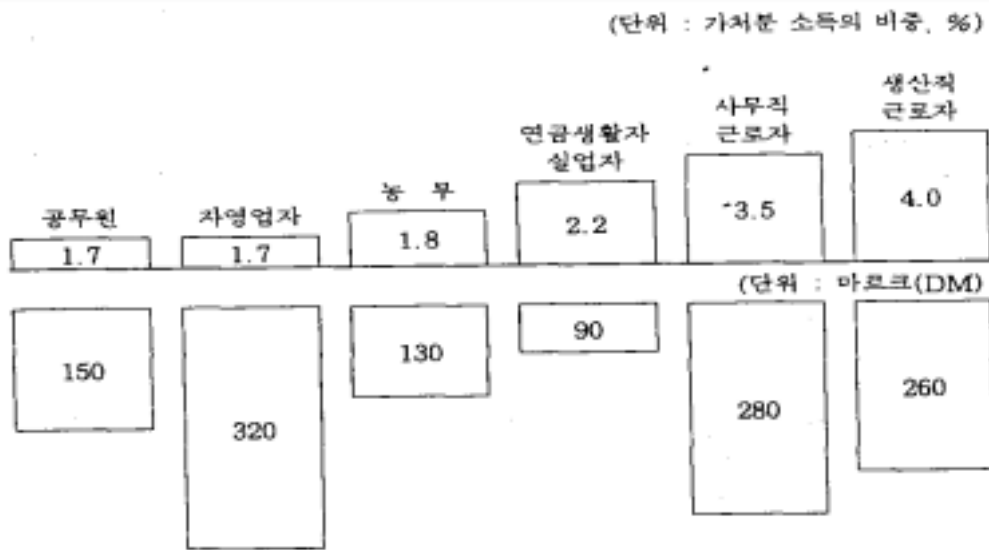 (단위 : 가처분 소득의 비중, %)
공무원
1.7
자영업자
1.7
농 부
1.8
연금생활자
실업자
2.2
사무직
근로자
3.5
생산직
근로자
4.0
(단위 : 마르크(DM)
150
320
130
90
280
260